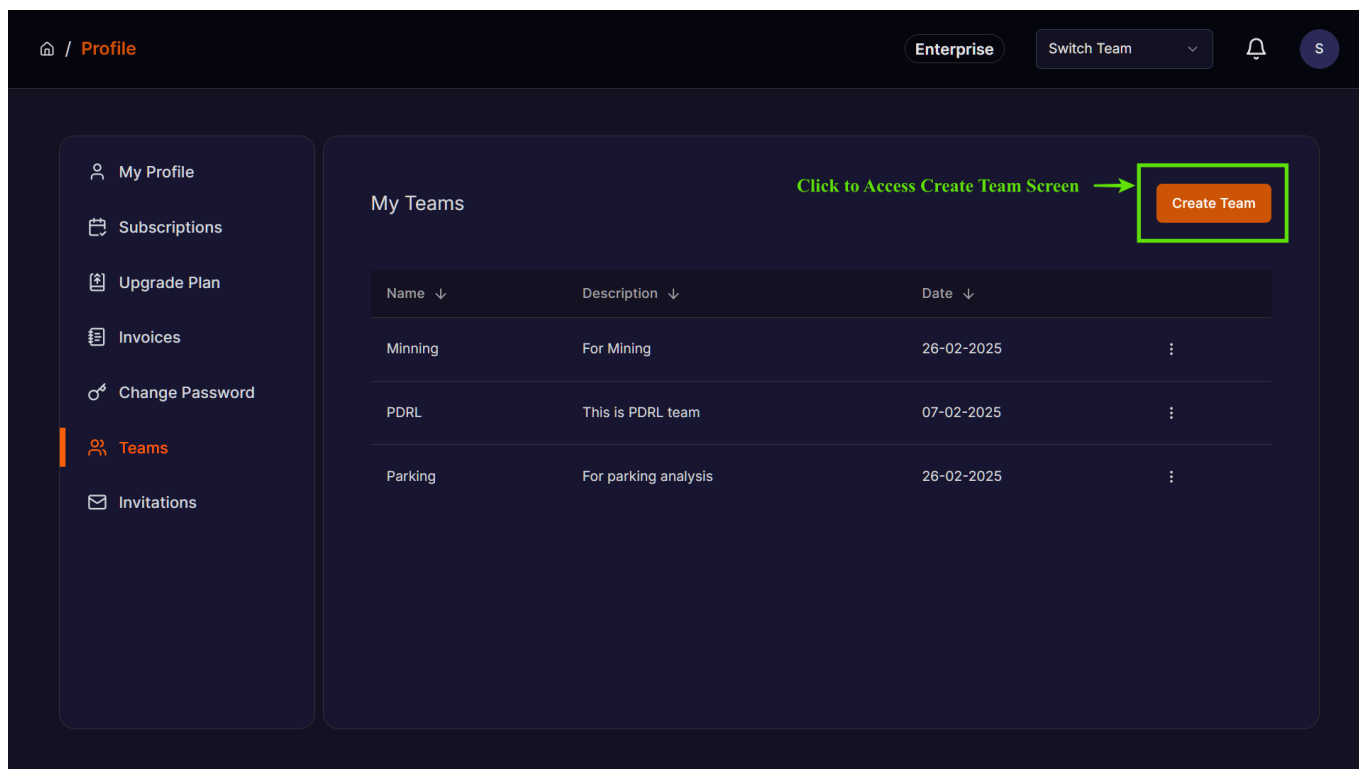 / Profile
Enterprise
Switch Team
S
My Profile
Subscriptions
Upgrade Plan
Invoices
Change Password
Teams
Invitations
My Teams
Click to Access Create Team Screen
Create Team
Name Description Date
Minning For Mining 26-02-2025
PDRL This is PDRL team 07-02-2025
Parking For parking analysis 26-02-2025